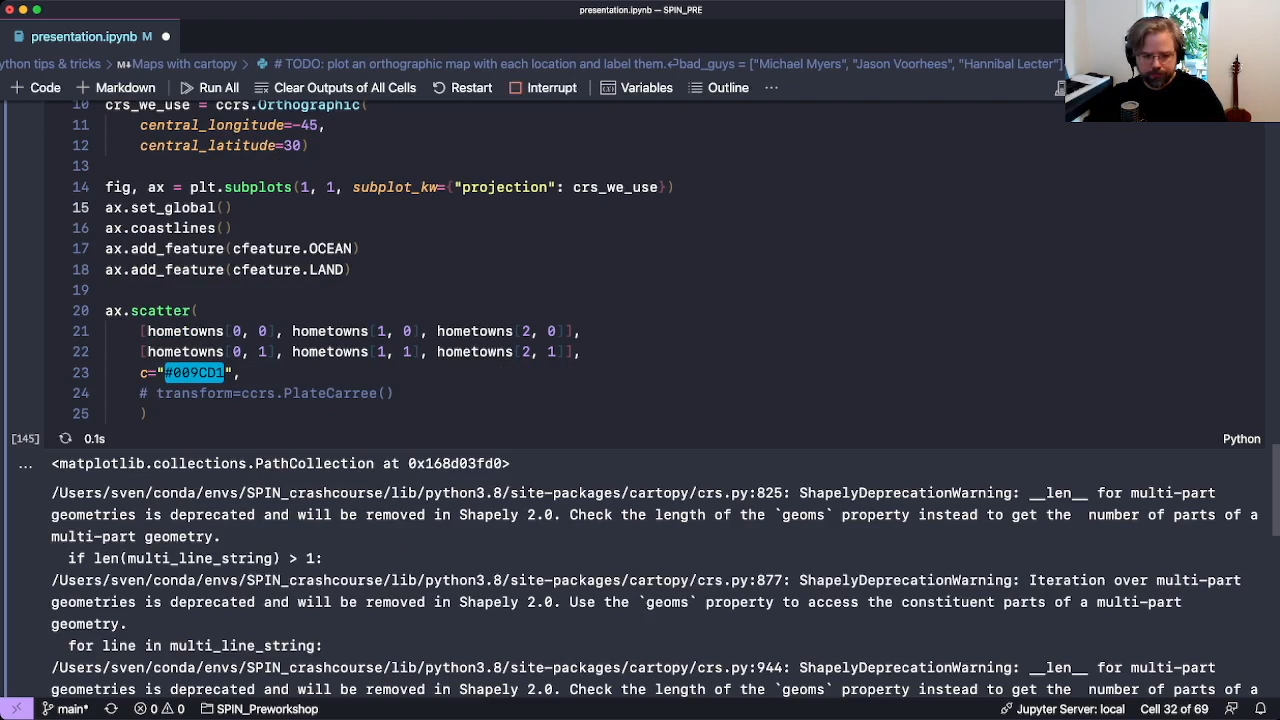 presentation.ipynb — SPIN_PRE
presentation.ipynb M
ython tips & tricks > M↓Maps with cartopy > # TODO: plot an orthographic map with each location and label them.↵bad_guys = ["Michael Myers", "Jason Voorhees", "Hannibal Lecter"]
+ Code + Markdown Run All Clear Outputs of All Cells Restart Interrupt Variables Outline ...
10 crs_we_use = ccrs.Orthographic(
11 central_longitude=-45,
12 central_latitude=30)
13
14 fig, ax = plt.subplots(1, 1, subplot_kw={"projection": crs_we_use})
15 ax.set_global()
16 ax.coastlines()
17 ax.add_feature(cfeature.OCEAN)
18 ax.add_feature(cfeature.LAND)
19
20 ax.scatter(
21 [hometowns[0, 0], hometowns[1, 0], hometowns[2, 0]],
22 [hometowns[0, 1], hometowns[1, 1], hometowns[2, 1]],
23 c="#009CD1",
24 # transform=ccrs.PlateCarree()
25 )
[145] 0.1s Python
... <matplotlib.collections.PathCollection at 0x168d03fd0>
/Users/sven/conda/envs/SPIN_crashcourse/lib/python3.8/site-packages/cartopy/crs.py:825: ShapelyDeprecationWarning: __len__ for multi-part
geometries is deprecated and will be removed in Shapely 2.0. Check the length of the `geoms` property instead to get the  number of parts of a
multi-part geometry.
if len(multi_line_string) > 1:
/Users/sven/conda/envs/SPIN_crashcourse/lib/python3.8/site-packages/cartopy/crs.py:877: ShapelyDeprecationWarning: Iteration over multi-part
geometries is deprecated and will be removed in Shapely 2.0. Use the `geoms` property to access the constituent parts of a multi-part
geometry.
for line in multi_line_string:
/Users/sven/conda/envs/SPIN_crashcourse/lib/python3.8/site-packages/cartopy/crs.py:944: ShapelyDeprecationWarning: __len__ for multi-part
geometries is deprecated and will be removed in Shapely 2.0. Check the length of the `geoms` property instead to get the  number of parts of a
main* 0 0 SPIN_Preworkshop Jupyter Server: local Cell 32 of 69